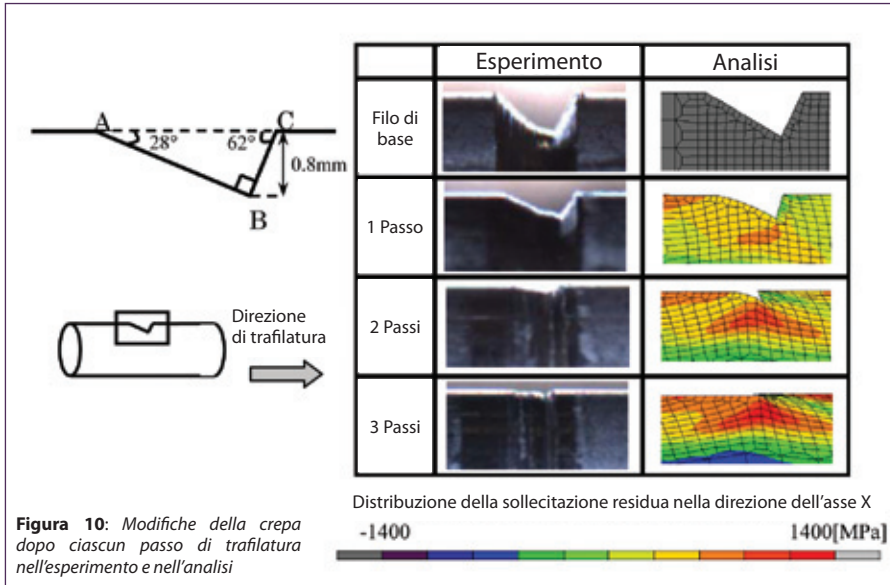 A
C
28°
62°
0.8mm
B
Direzione
di trafilatura
Esperimento Analisi
Filo di
base
1 Passo
2 Passi
3 Passi
Distribuzione della sollecitazione residua nella direzione dell'asse X
-1400 1400[MPa]
Figura 10: Modifiche della crepa
dopo ciascun passo di trafilatura
nell'esperimento e nell'analisi